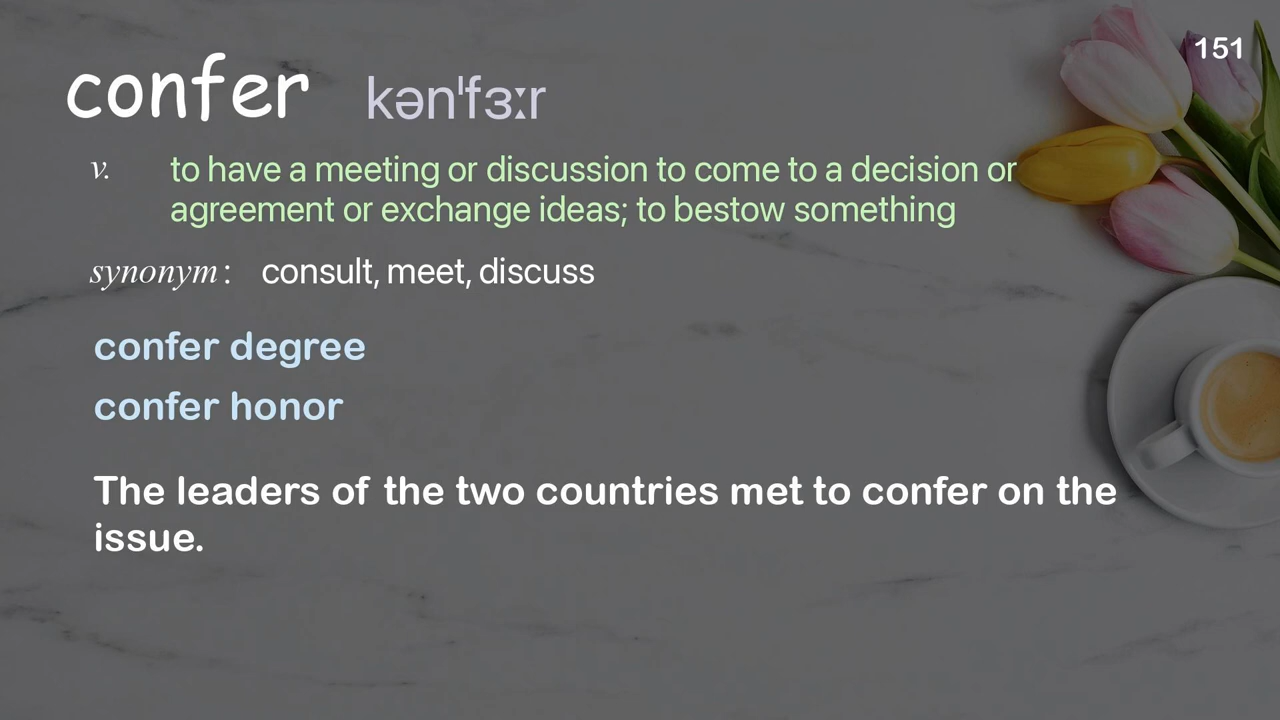 151
confer kənˈfɜːr
v. to have a meeting or discussion to come to a decision or
agreement or exchange ideas; to bestow something
synonym: consult, meet, discuss
confer degree
confer honor
The leaders of the two countries met to confer on the
issue.